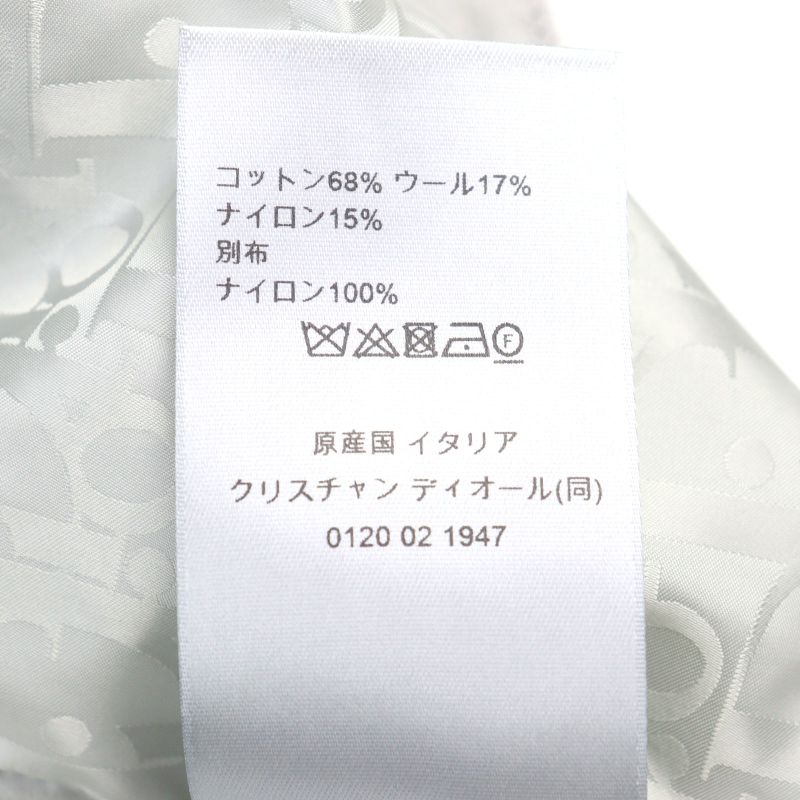 コットン68% ウール17%
ナイロン15%
別布
ナイロン100%
F
原産国 イタリア
クリスチャン ディオール(同)
0120 02 1947